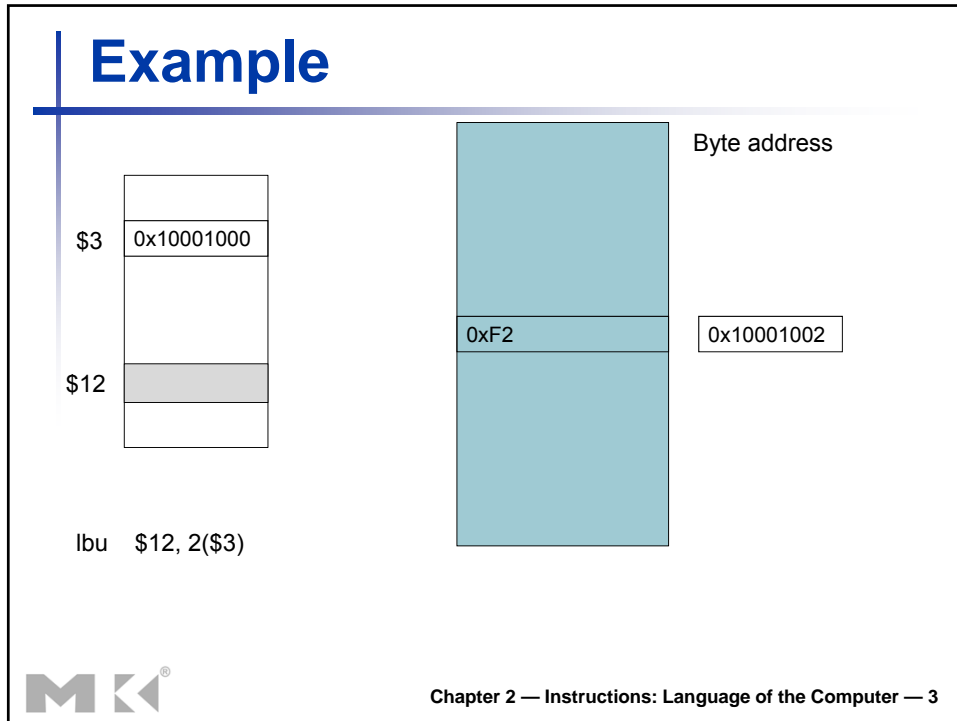 Example
Byte address
$3 0x10001000
0xF2 0x10001002
$12
lbu $12, 2($3)
MK®
Chapter 2 — Instructions: Language of the Computer — 3